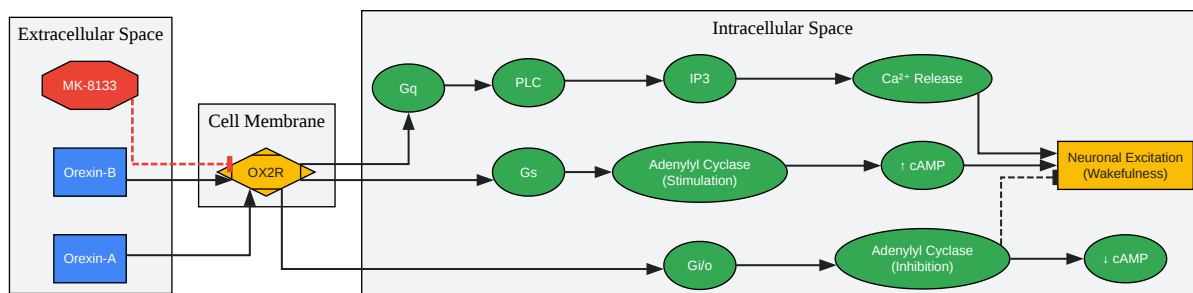 Extracellular Space
Intracellular Space
Cell Membrane
MK-8133
Orexin-B
Orexin-A
OX2R
Gq
PLC
IP3
Ca²⁺ Release
Gs
Adenylyl Cyclase
(Stimulation)
↑ cAMP
Neuronal Excitation
(Wakefulness)
Gi/o
Adenylyl Cyclase
(Inhibition)
↓ cAMP